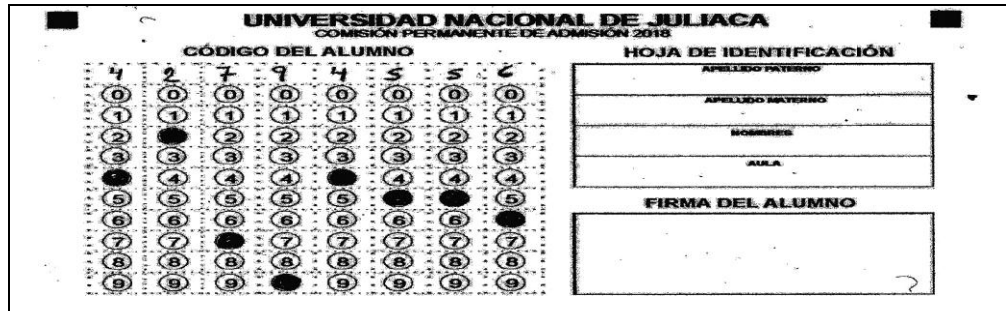 UNIVERSIDAD NACIONAL DE JULIACA
COMISIÓN PERMANENTE DE ADMISIÓN 2018
CÓDIGO DEL ALUMNO
4 2 7 9 4 5 5 6
0 0 0 0 0 0 0 0
1 1 1 1 1 1 1 1
2 2 2 2 2 2 2
3 3 3 3 3 3 3 3
4 4 4 4 4 4
5 5 5 5 5 5
6 6 6 6 6 6 6
7 7 7 7 7 7 7
8 8 8 8 8 8 8 8
9 9 9 9 9 9 9
HOJA DE IDENTIFICACIÓN
APELLIDO PATERNO
APELLIDO MATERNO
NOMBRES
AULA
FIRMA DEL ALUMNO